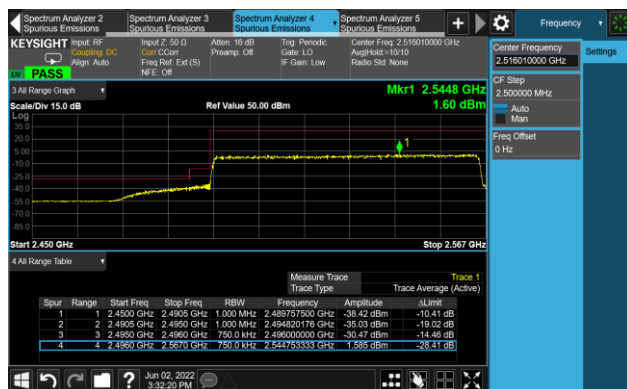 Spectrum Analyzer 2
Spurious Emissions
Spectrum Analyzer 3
Spurious Emissions
Spectrum Analyzer 4
Spurious Emissions
Spectrum Analyzer 5
Spurious Emissions
+
Frequency
KEYSIGHT
Input: RF
Coupling: DC
Align: Auto
Input Z: 50 Ω
Corr CCorr
Freq Ref: Ext (S)
NFE: Off
Atten: 16 dB
Preamp: Off
Trig: Periodic
Gate: LO
IF Gain: Low
Center Freq: 2.516010000 GHz
Avg|Hold:>10/10
Radio Std: None
PASS
Center Frequency
2.516010000 GHz
Settings
CF Step
2.500000 MHz
Auto
Man
Freq Offset
0 Hz
3 All Range Graph
Mkr1 2.5448 GHz
Scale/Div 15.0 dB
Ref Value 50.00 dBm
1.60 dBm
Log
35.0
20.0
5.00
-10.0
-25.0
-40.0
-55.0
-70.0
-85.0
1
Start 2.450 GHz
Stop 2.567 GHz
4 All Range Table
Measure Trace Trace 1
Trace Type Trace Average (Active)
Spur Range Start Freq Stop Freq RBW Frequency Amplitude ΔLimit
1 1 2.4500 GHz 2.4905 GHz 1.000 MHz 2.489757500 GHz -38.42 dBm -10.41 dB
2 2 2.4905 GHz 2.4950 GHz 1.000 MHz 2.494820176 GHz -35.03 dBm -19.02 dB
3 3 2.4950 GHz 2.4960 GHz 750.0 kHz 2.496000000 GHz -30.47 dBm -14.46 dB
4 4 2.4960 GHz 2.5670 GHz 750.0 kHz 2.544753333 GHz 1.585 dBm -28.41 dB
?
Jun 02, 2022
3:32:20 PM